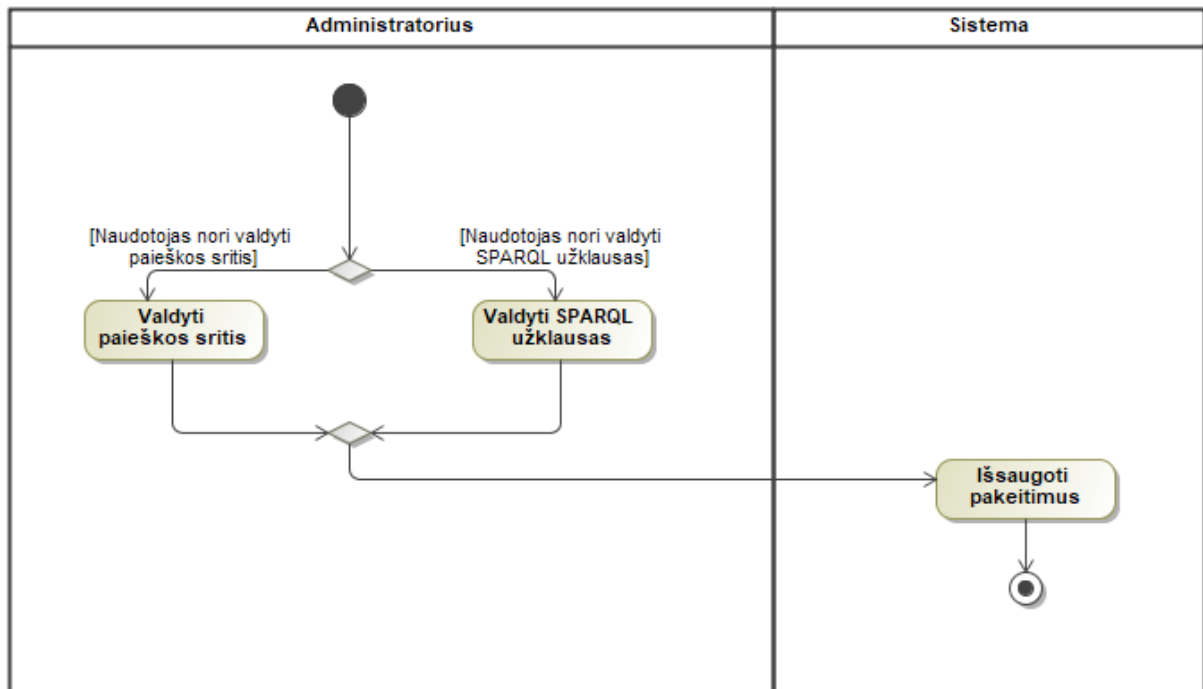 Administratorius
Sistema
[Naudotojas nori valdyti
paieškos sritis]
[Naudotojas nori valdyti
SPARQL užklausas]
Valdyti
paieškos sritis
Valdyti SPARQL
užklausas
Išsaugoti
pakeitimus